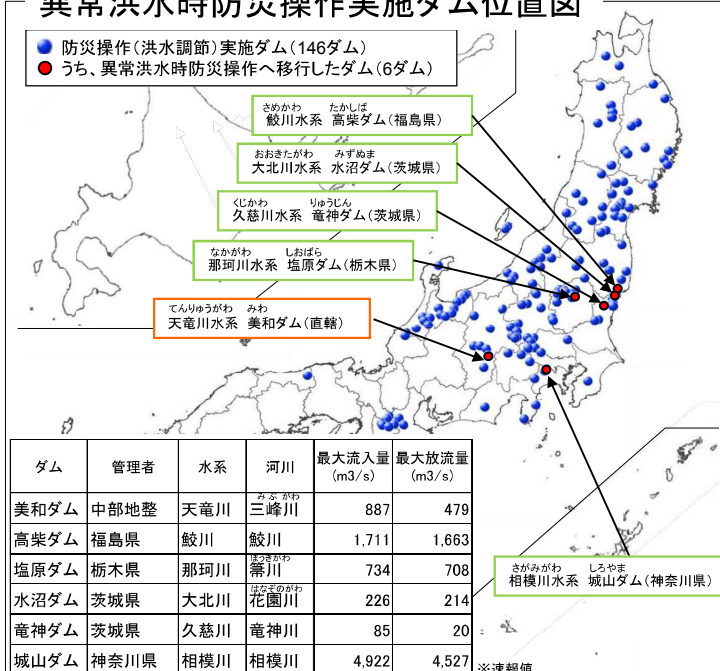 異常洪水時防災操作実施ダム位置図
防災操作（洪水調節）実施ダム（146ダム）
うち、異常洪水時防災操作へ移行したダム（6ダム）
さめかわ たかしば
鮫川水系 高柴ダム（福島県）
おおきたがわ みずぬま
大北川水系 水沼ダム（茨城県）
くじかわ りゅうじん
久慈川水系 竜神ダム（茨城県）
なかがわ しおばら
那珂川水系 塩原ダム（栃木県）
てんりゅうがわ みわ
天竜川水系 美和ダム（直轄）
さがみがわ しろやま
相模川水系 城山ダム（神奈川県）
ダム 管理者 水系 河川 最大流入量 (m3/s) 最大放流量 (m3/s)
みぶ がわ
美和ダム 中部地整 天竜川 三峰川 887 479
高柴ダム 福島県 鮫川 鮫川 1,711 1,663
ほうきがわ
塩原ダム 栃木県 那珂川 箒川 734 708
はなぞのがわ
水沼ダム 茨城県 大北川 花園川 226 214
竜神ダム 茨城県 久慈川 竜神川 85 20
城山ダム 神奈川県 相模川 相模川 4,922 4,527
※速報値